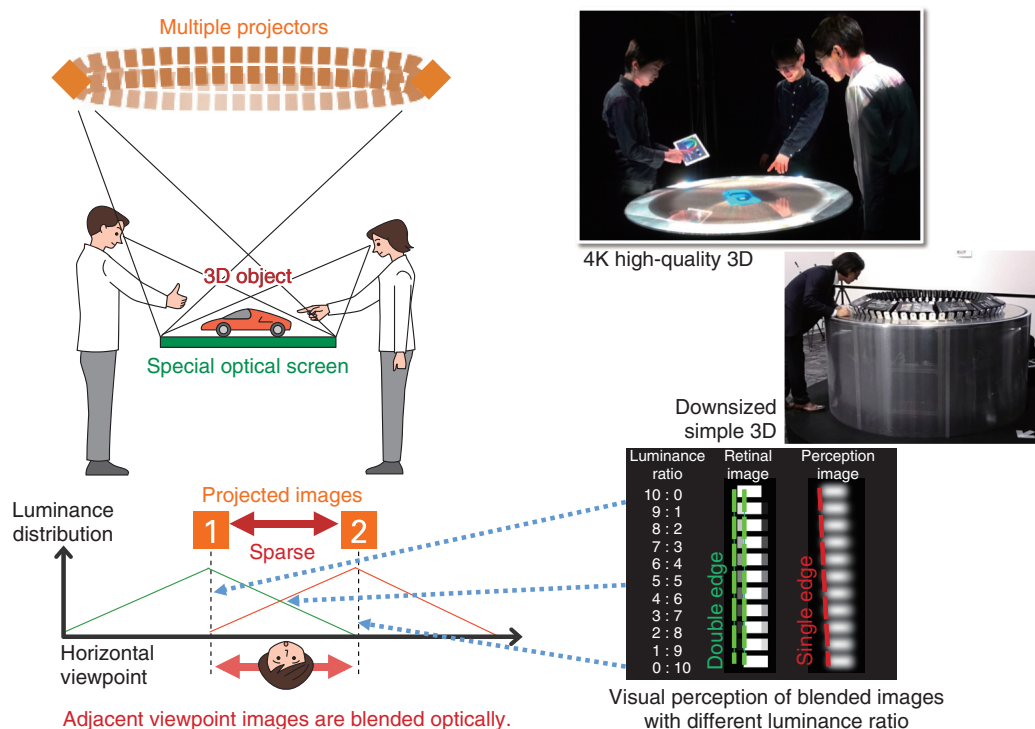 Multiple projectors
3D object
Special optical screen
4K high-quality 3D
Downsized
simple 3D
Luminance
distribution
Projected images
1
2
Sparse
Horizontal
viewpoint
Adjacent viewpoint images are blended optically.
Luminance
ratio
Retinal
image
Perception
image
10 : 0
9 : 1
8 : 2
7 : 3
6 : 4
5 : 5
4 : 6
3 : 7
2 : 8
1 : 9
0 : 10
Double edge
Single edge
Visual perception of blended images
with different luminance ratio